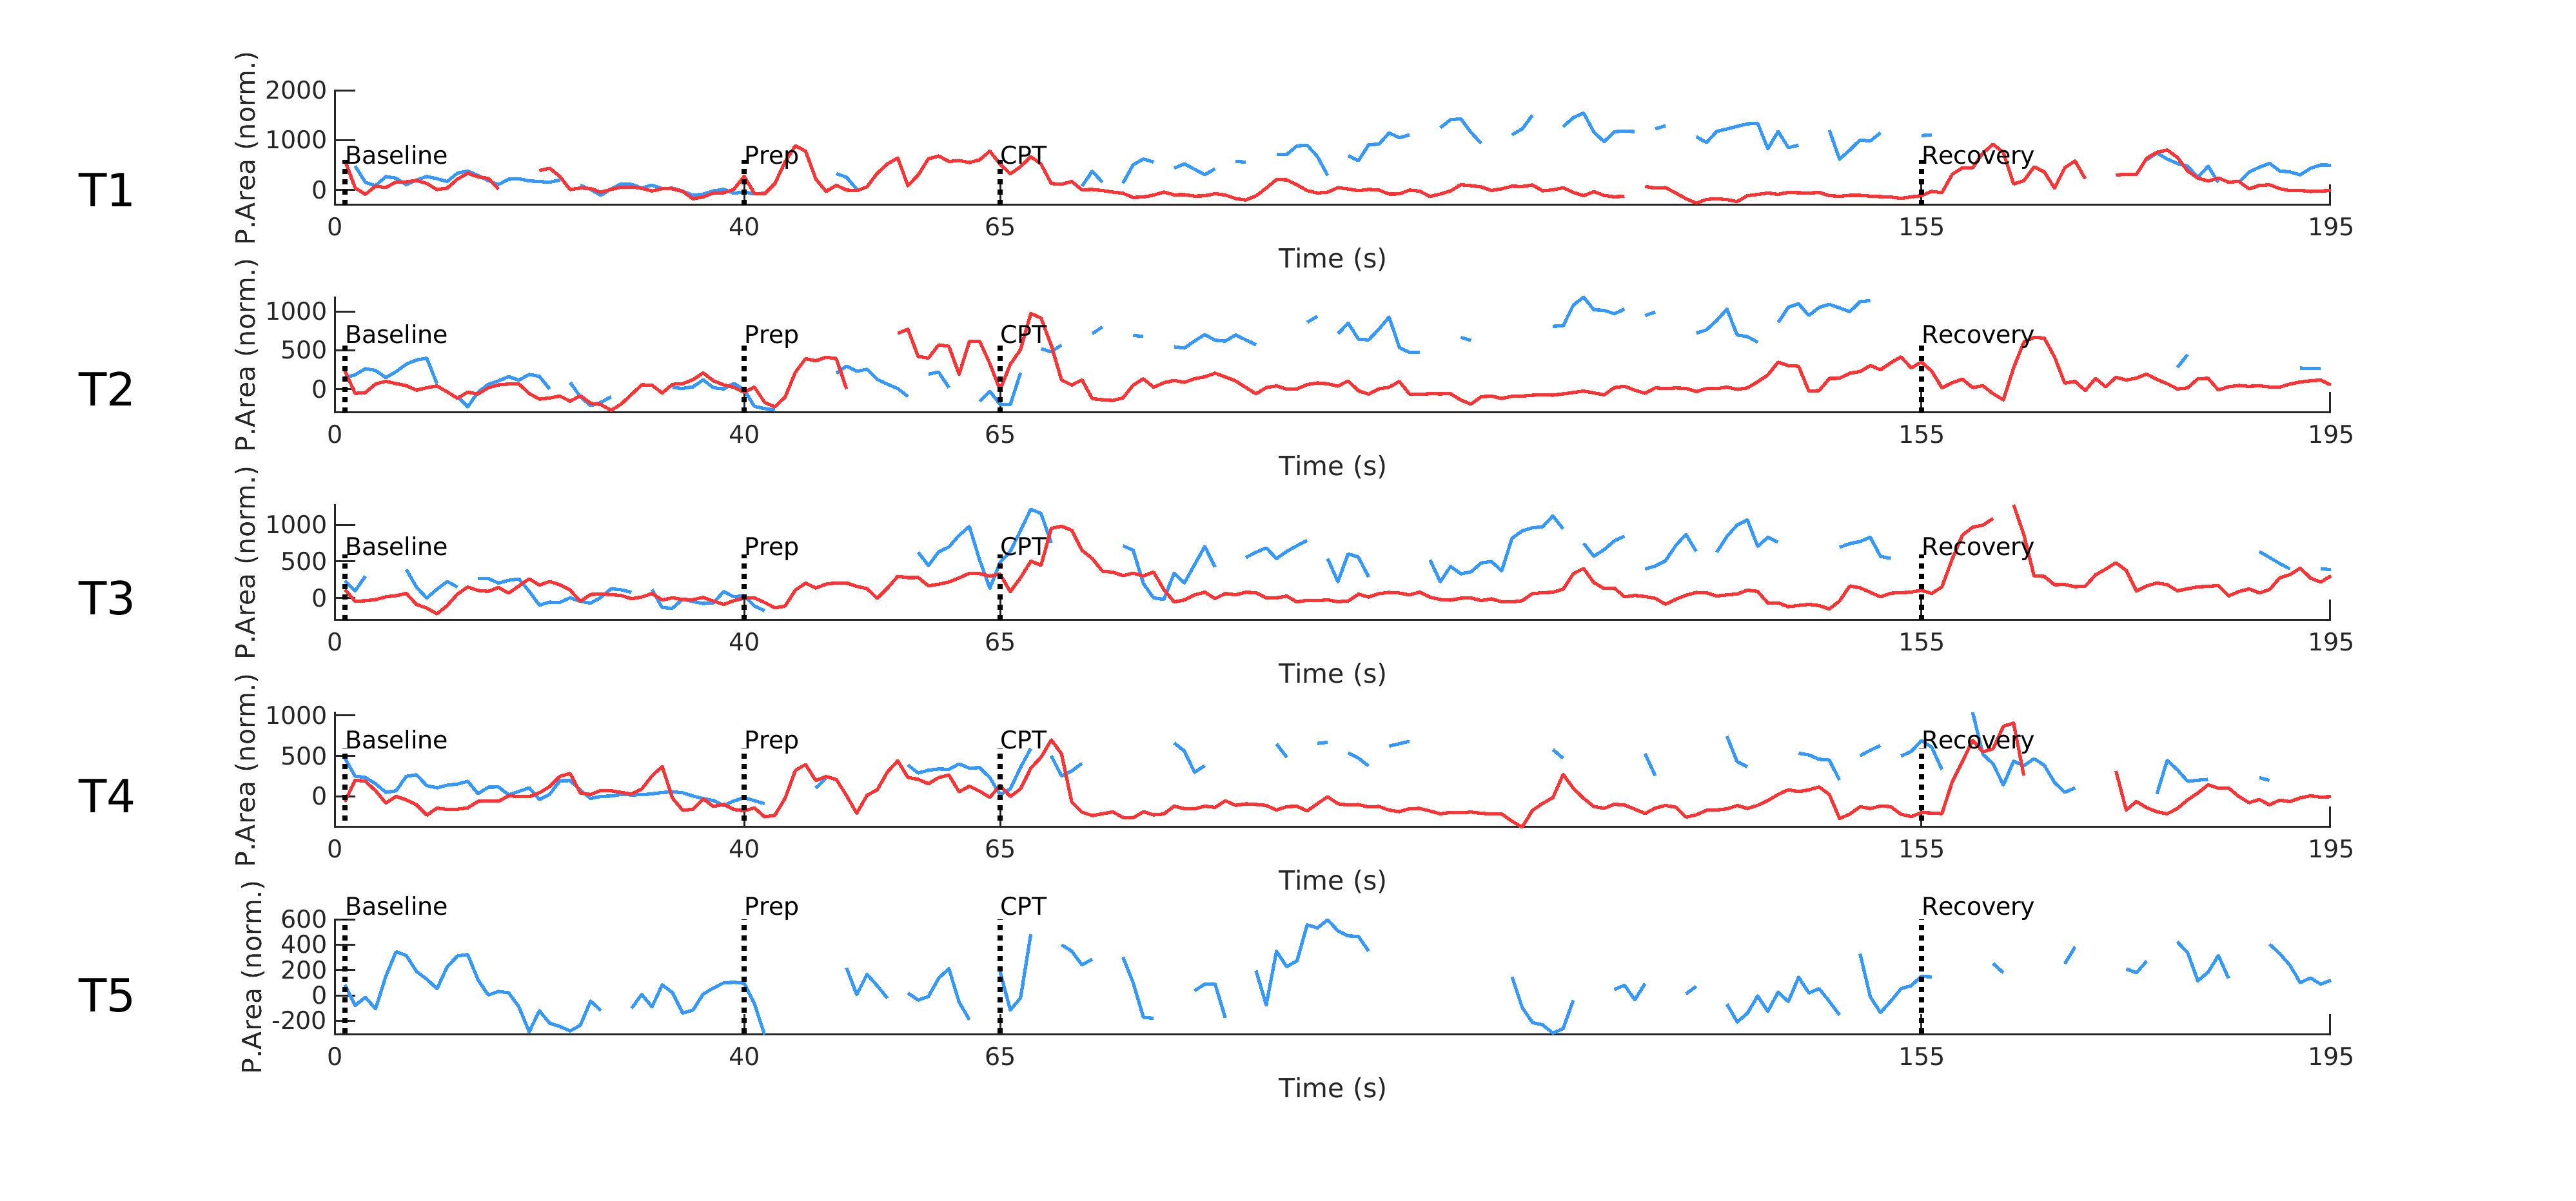 T1
P.Area (norm.)
2000
1000
0
Baseline
Prep
CPT
Recovery
0 40 65 155 195
Time (s)
T2
P.Area (norm.)
1000
500
0
Baseline
Prep
CPT
Recovery
0 40 65 155 195
Time (s)
T3
P.Area (norm.)
1000
500
0
Baseline
Prep
CPT
Recovery
0 40 65 155 195
Time (s)
T4
P.Area (norm.)
1000
500
0
Baseline
Prep
CPT
Recovery
0 40 65 155 195
Time (s)
T5
P.Area (norm.)
600
400
200
0
-200
Baseline
Prep
CPT
Recovery
0 40 65 155 195
Time (s)